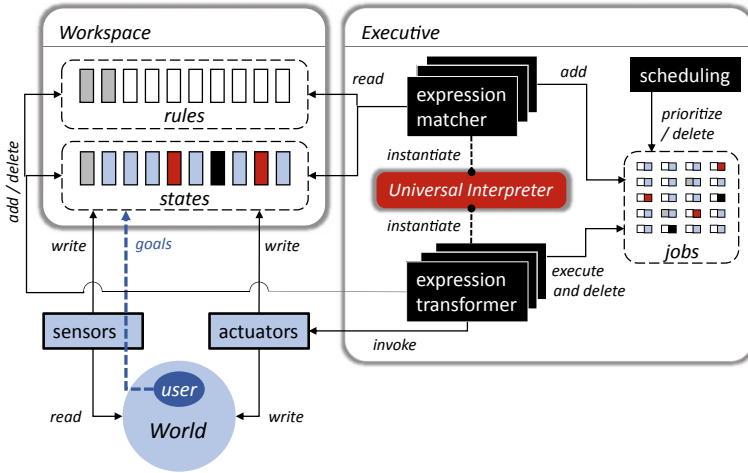 Workspace
Executive
rules
read
expression
matcher
add
scheduling
prioritize
/ delete
instantiate
add / delete
states
Universal Interpreter
jobs
write
goals
write
instantiate
expression
transformer
execute
and delete
sensors
actuators
invoke
user
read
World
write